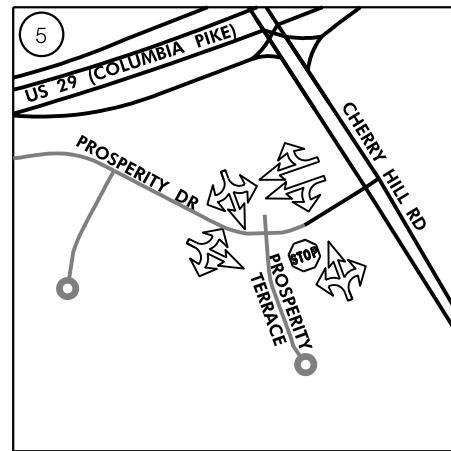 5
US 29 (COLUMBIA PIKE)
CHERRY HILL RD
PROSPERITY DR
STOP
PROSPERITY
TERRACE